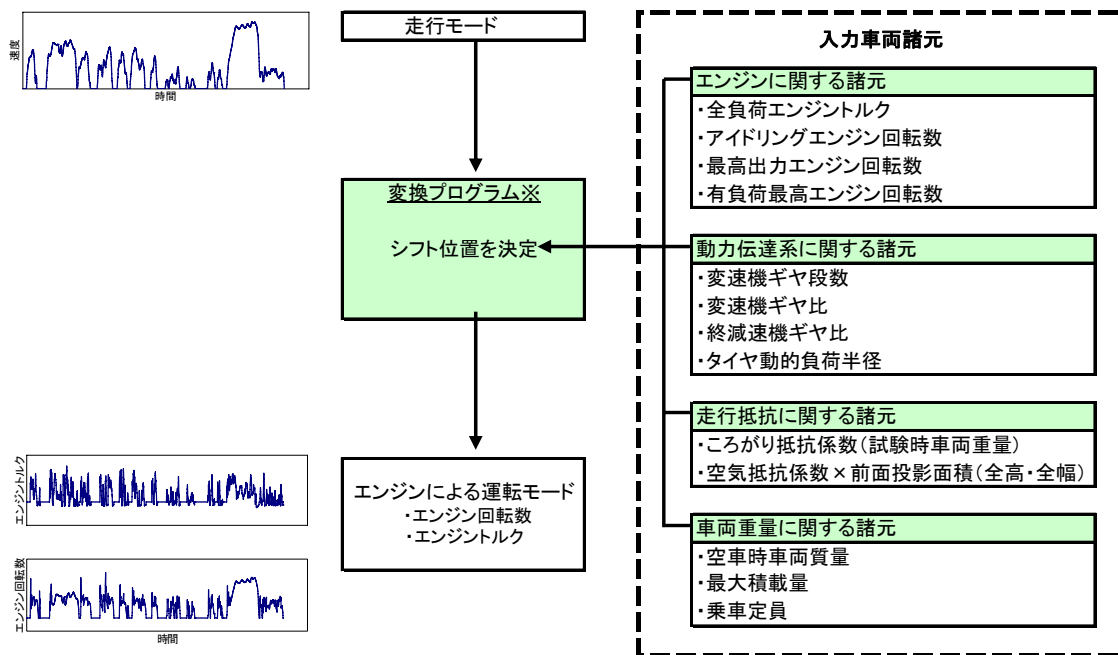 走行モード
速度
時間
変換プログラム※
シフト位置を決定
エンジンによる運転モード
・エンジン回転数
・エンジントルク
エンジントルク
エンジン回転数
時間
入力車両諸元
エンジンに関する諸元
・全負荷エンジントルク
・アイドリングエンジン回転数
・最高出力エンジン回転数
・有負荷最高エンジン回転数
動力伝達系に関する諸元
・変速機ギヤ段数
・変速機ギヤ比
・終減速機ギヤ比
・タイヤ動的負荷半径
走行抵抗に関する諸元
・ころがり抵抗係数(試験時車両重量)
・空気抵抗係数×前面投影面積(全高・全幅)
車両重量に関する諸元
・空車時車両質量
・最大積載量
・乗車定員